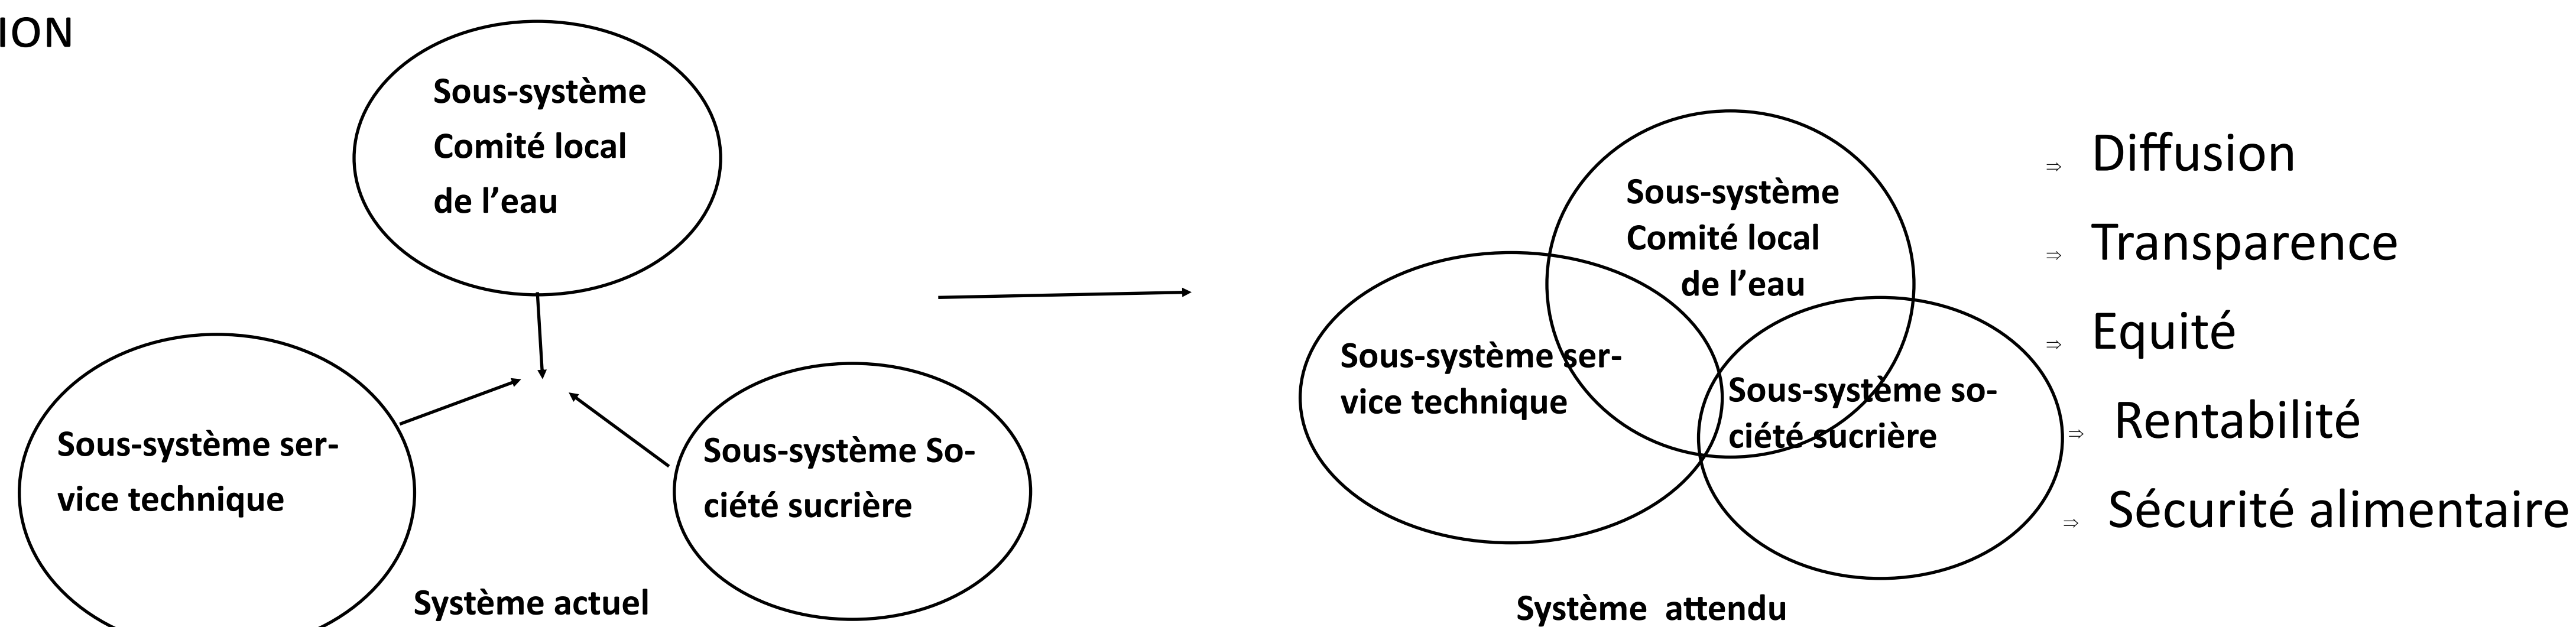 ION
Sous-système
Comité local
de l’eau
Sous-système ser-
vice technique
Sous-système So-
ciété sucrière
Système actuel
Sous-système
Comité local
de l’eau
Sous-système ser-
vice technique
Sous-système so-
ciété sucrière
Système attendu
⇒ Diffusion
⇒ Transparence
⇒ Equité
⇒ Rentabilité
⇒ Sécurité alimentaire